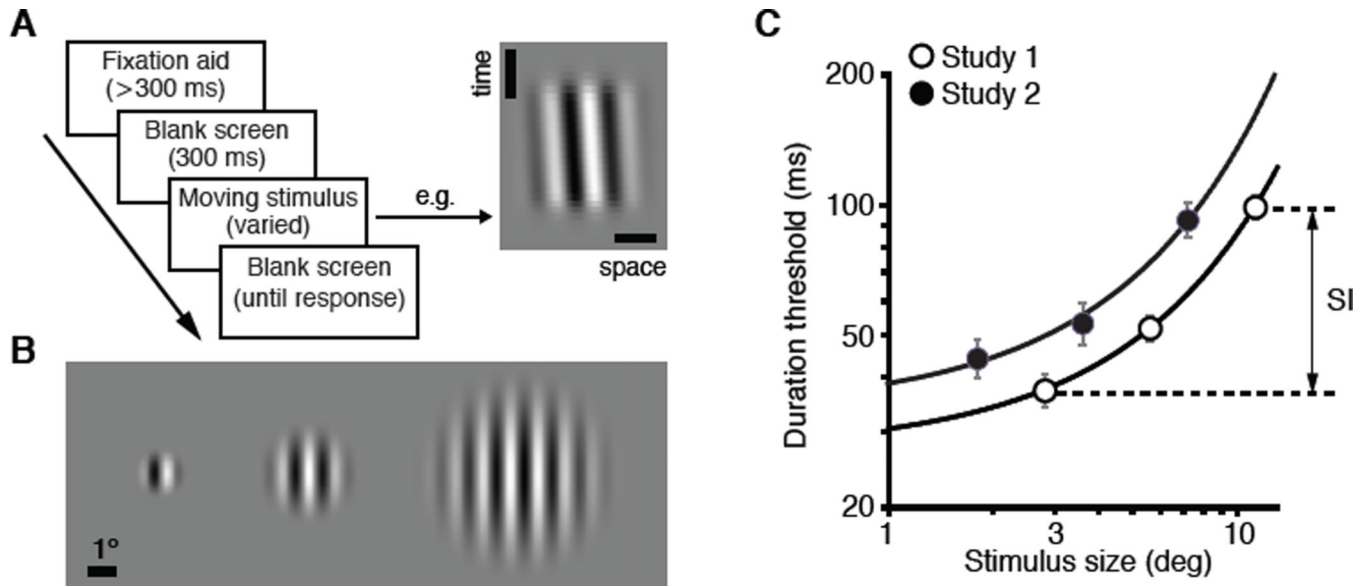 A
Fixation aid
(>300 ms)
Blank screen
(300 ms)
Moving stimulus
(varied)
Blank screen
(until response)
e.g.
time
space
B
1º
C
Study 1
Study 2
200
100
50
20
Duration threshold (ms)
1
3
10
Stimulus size (deg)
SI